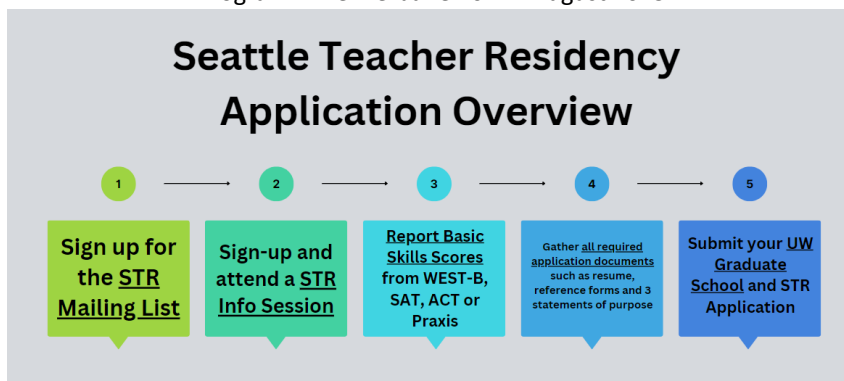 Seattle Teacher Residency
Application Overview
1
2
3
4
5
Sign up for
the STR
Mailing List
Sign-up and
attend a STR
Info Session
Report Basic
Skills Scores
from WEST-B,
SAT, ACT or
Praxis
Gather all required
application documents
such as resume,
reference forms and 3
statements of purpose
Submit your UW
Graduate
School and STR
Application